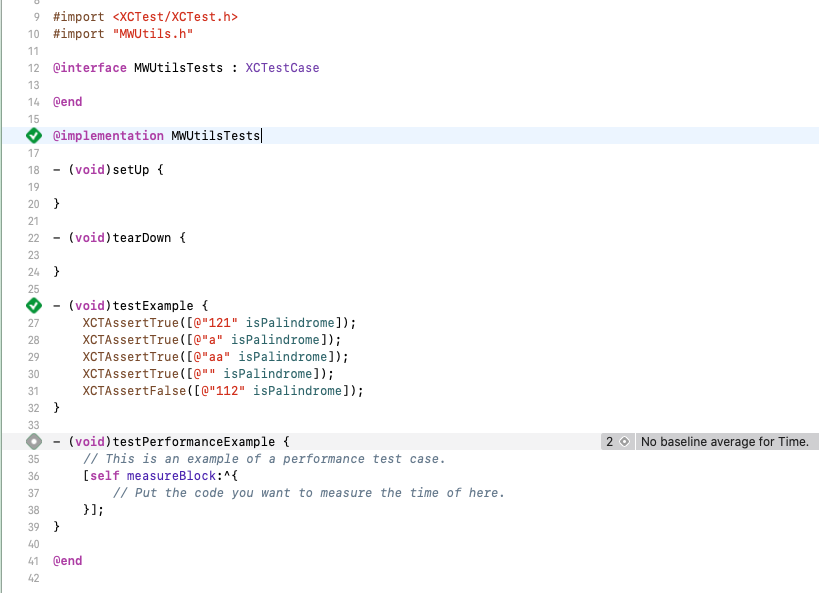 8
9 #import <XCTest/XCTest.h>
10 #import "MWUtils.h"
11
12 @interface MWUtilsTests : XCTestCase
13
14 @end
15
@implementation MWUtilsTests
17
18 - (void)setUp {
19
20 }
21
22 - (void)tearDown {
23
24 }
25
- (void)testExample {
27 XCTAssertTrue([@"121" isPalindrome]);
28 XCTAssertTrue([@"a" isPalindrome]);
29 XCTAssertTrue([@"aa" isPalindrome]);
30 XCTAssertTrue([@"" isPalindrome]);
31 XCTAssertFalse([@"112" isPalindrome]);
32 }
33
- (void)testPerformanceExample { 2 No baseline average for Time.
35 // This is an example of a performance test case.
36 [self measureBlock:^{
37 // Put the code you want to measure the time of here.
38 }];
39 }
40
41 @end
42